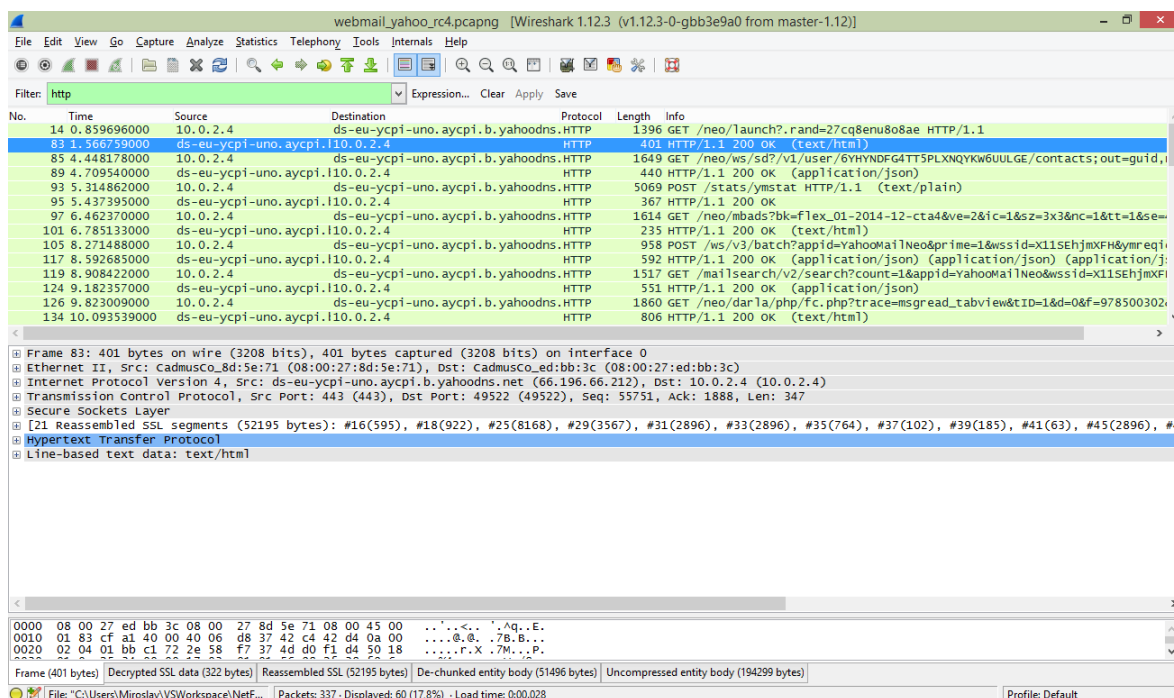 webmail_yahoo_rc4.pcapng [Wireshark 1.12.3 (v1.12.3-0-gbb3e9a0 from master-1.12)]
File Edit View Go Capture Analyze Statistics Telephony Tools Internals Help
Filter: http Expression... Clear Apply Save
No. Time Source Destination Protocol Length Info
14 0.859696000 10.0.2.4 ds-eu-ycpi-uno.aycpi.b.yahoodns. HTTP 1396 GET /neo/launch?.rand=27cq8enu8o8ae HTTP/1.1
83 1.566759000 ds-eu-ycpi-uno.aycpi.l 10.0.2.4 HTTP 401 HTTP/1.1 200 OK (text/html)
85 4.448178000 10.0.2.4 ds-eu-ycpi-uno.aycpi.b.yahoodns. HTTP 1649 GET /neo/ws/sd?/v1/user/6YHYNDFG4TT5PLXNQYKW6UULGE/contacts;out=guid,
89 4.709540000 ds-eu-ycpi-uno.aycpi.l 10.0.2.4 HTTP 440 HTTP/1.1 200 OK (application/json)
93 5.314862000 10.0.2.4 ds-eu-ycpi-uno.aycpi.b.yahoodns. HTTP 5069 POST /stats/ymstat HTTP/1.1 (text/plain)
95 5.437395000 ds-eu-ycpi-uno.aycpi.l 10.0.2.4 HTTP 367 HTTP/1.1 200 OK
97 6.462370000 10.0.2.4 ds-eu-ycpi-uno.aycpi.b.yahoodns. HTTP 1614 GET /neo/mbads?bk=flex_01-2014-12-cta4&ve=2&ic=1&sz=3x3&nc=1&tt=1&se=
101 6.785133000 ds-eu-ycpi-uno.aycpi.l 10.0.2.4 HTTP 235 HTTP/1.1 200 OK (text/html)
105 8.271488000 10.0.2.4 ds-eu-ycpi-uno.aycpi.b.yahoodns. HTTP 958 POST /ws/v3/batch?appid=YahooMailNeo&prime=1&wssid=X11SEhjmXFH&ymreqi
117 8.592685000 ds-eu-ycpi-uno.aycpi.l 10.0.2.4 HTTP 592 HTTP/1.1 200 OK (application/json) (application/json) (application/j
119 8.908422000 10.0.2.4 ds-eu-ycpi-uno.aycpi.b.yahoodns. HTTP 1517 GET /mailsearch/v2/search?count=1&appid=YahooMailNeo&wssid=X11SEhjmXF
124 9.182357000 ds-eu-ycpi-uno.aycpi.l 10.0.2.4 HTTP 551 HTTP/1.1 200 OK (application/json)
126 9.823009000 10.0.2.4 ds-eu-ycpi-uno.aycpi.b.yahoodns. HTTP 1860 GET /neo/darla/php/fc.php?trace=msgread_tabview&tID=1&d=0&f=978500302
134 10.093539000 ds-eu-ycpi-uno.aycpi.l 10.0.2.4 HTTP 806 HTTP/1.1 200 OK (text/html)
Frame 83: 401 bytes on wire (3208 bits), 401 bytes captured (3208 bits) on interface 0
Ethernet II, Src: CadmusCo_8d:5e:71 (08:00:27:8d:5e:71), Dst: CadmusCo_ed:bb:3c (08:00:27:ed:bb:3c)
Internet Protocol Version 4, Src: ds-eu-ycpi-uno.aycpi.b.yahoodns.net (66.196.66.212), Dst: 10.0.2.4 (10.0.2.4)
Transmission Control Protocol, Src Port: 443 (443), Dst Port: 49522 (49522), Seq: 55751, Ack: 1888, Len: 347
Secure Sockets Layer
[21 Reassembled SSL segments (52195 bytes): #16(595), #18(922), #25(8168), #29(3567), #31(2896), #33(2896), #35(764), #37(102), #39(185), #41(63), #45(2896), #
Hypertext Transfer Protocol
Line-based text data: text/html
0000 08 00 27 ed bb 3c 08 00 27 8d 5e 71 08 00 45 00 ..'..<.. '.^q..E.
0010 01 83 cf a1 40 00 40 06 d8 37 42 c4 42 d4 0a 00 ....@.@. .7B.B...
0020 02 04 01 bb c1 72 2e 58 f7 37 4d d0 f1 d4 50 18 .....r.X .7M...P.
Frame (401 bytes) Decrypted SSL data (322 bytes) Reassembled SSL (52195 bytes) De-chunked entity body (51496 bytes) Uncompressed entity body (194299 bytes)
File: "C:\Users\Miroslav\VSWorkspace\NetF... Packets: 337 · Displayed: 60 (17.8%) · Load time: 0:00.028 Profile: Default